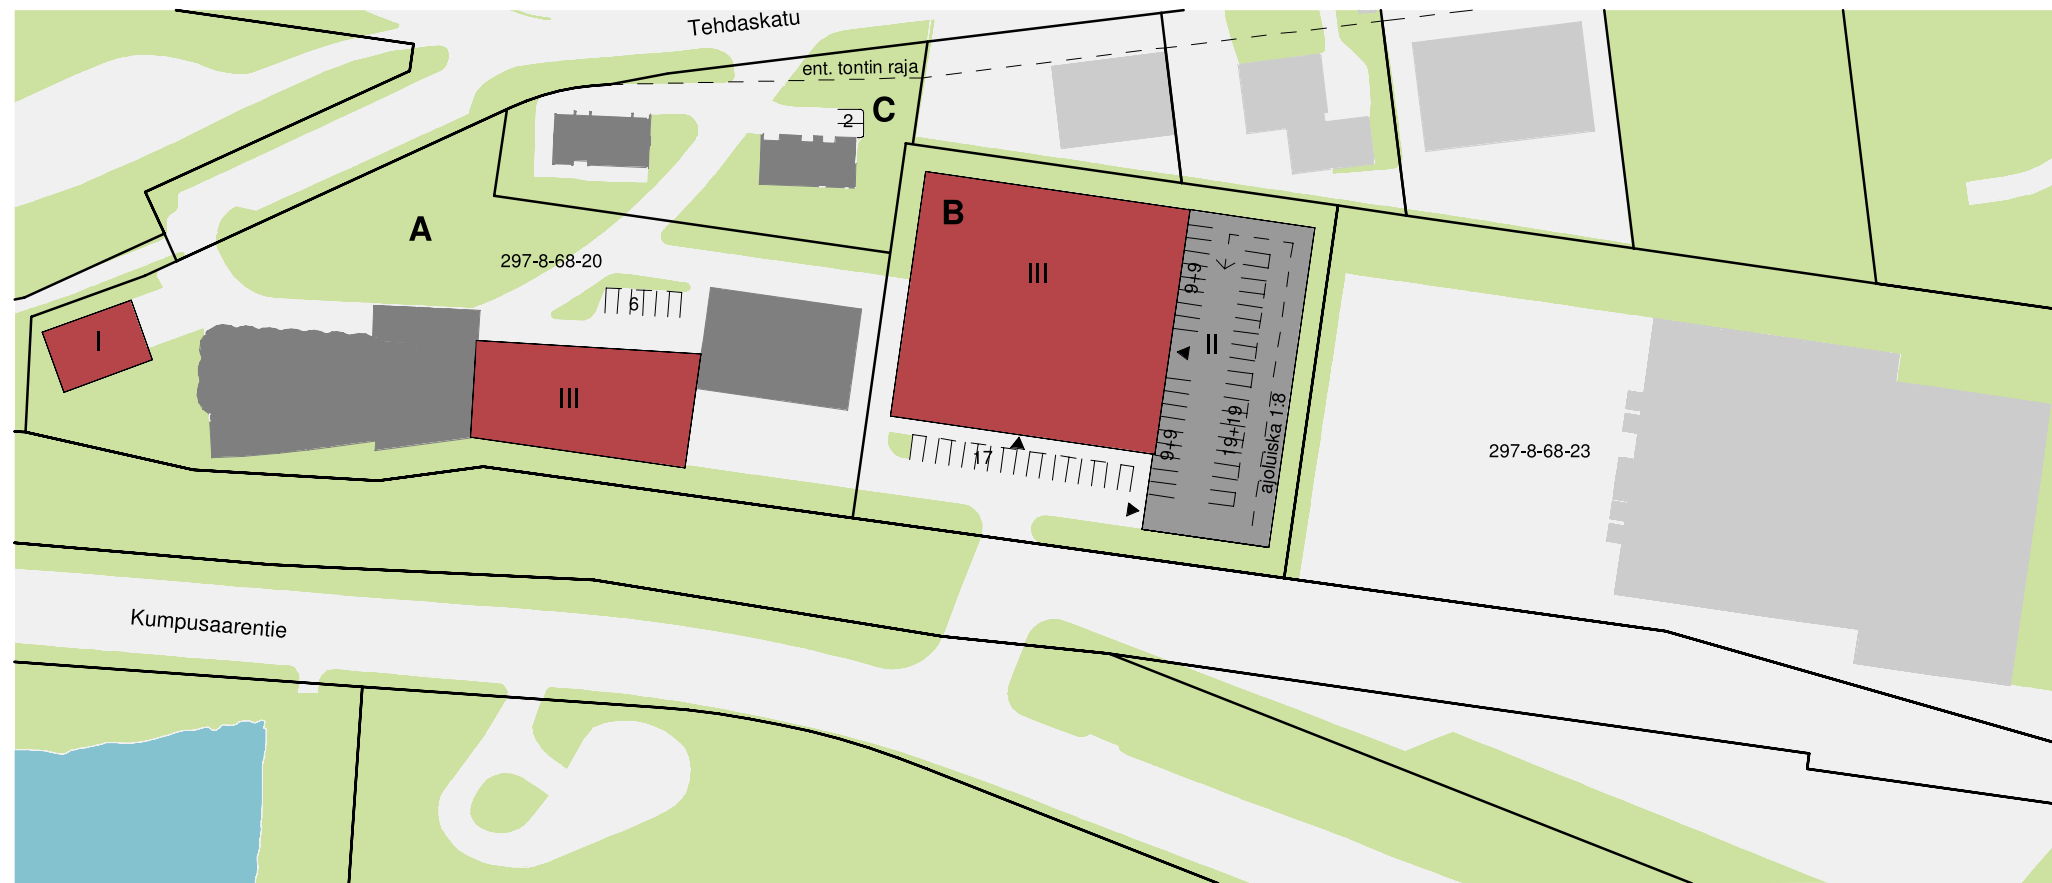 Tehdaskatu
ent. tontin raja
C
2
A
B
297-8-68-20
III
9+9
6
II
I
III
19+19
ajoluiska 1:8
9+9
17
297-8-68-23
Kumpusaarentie